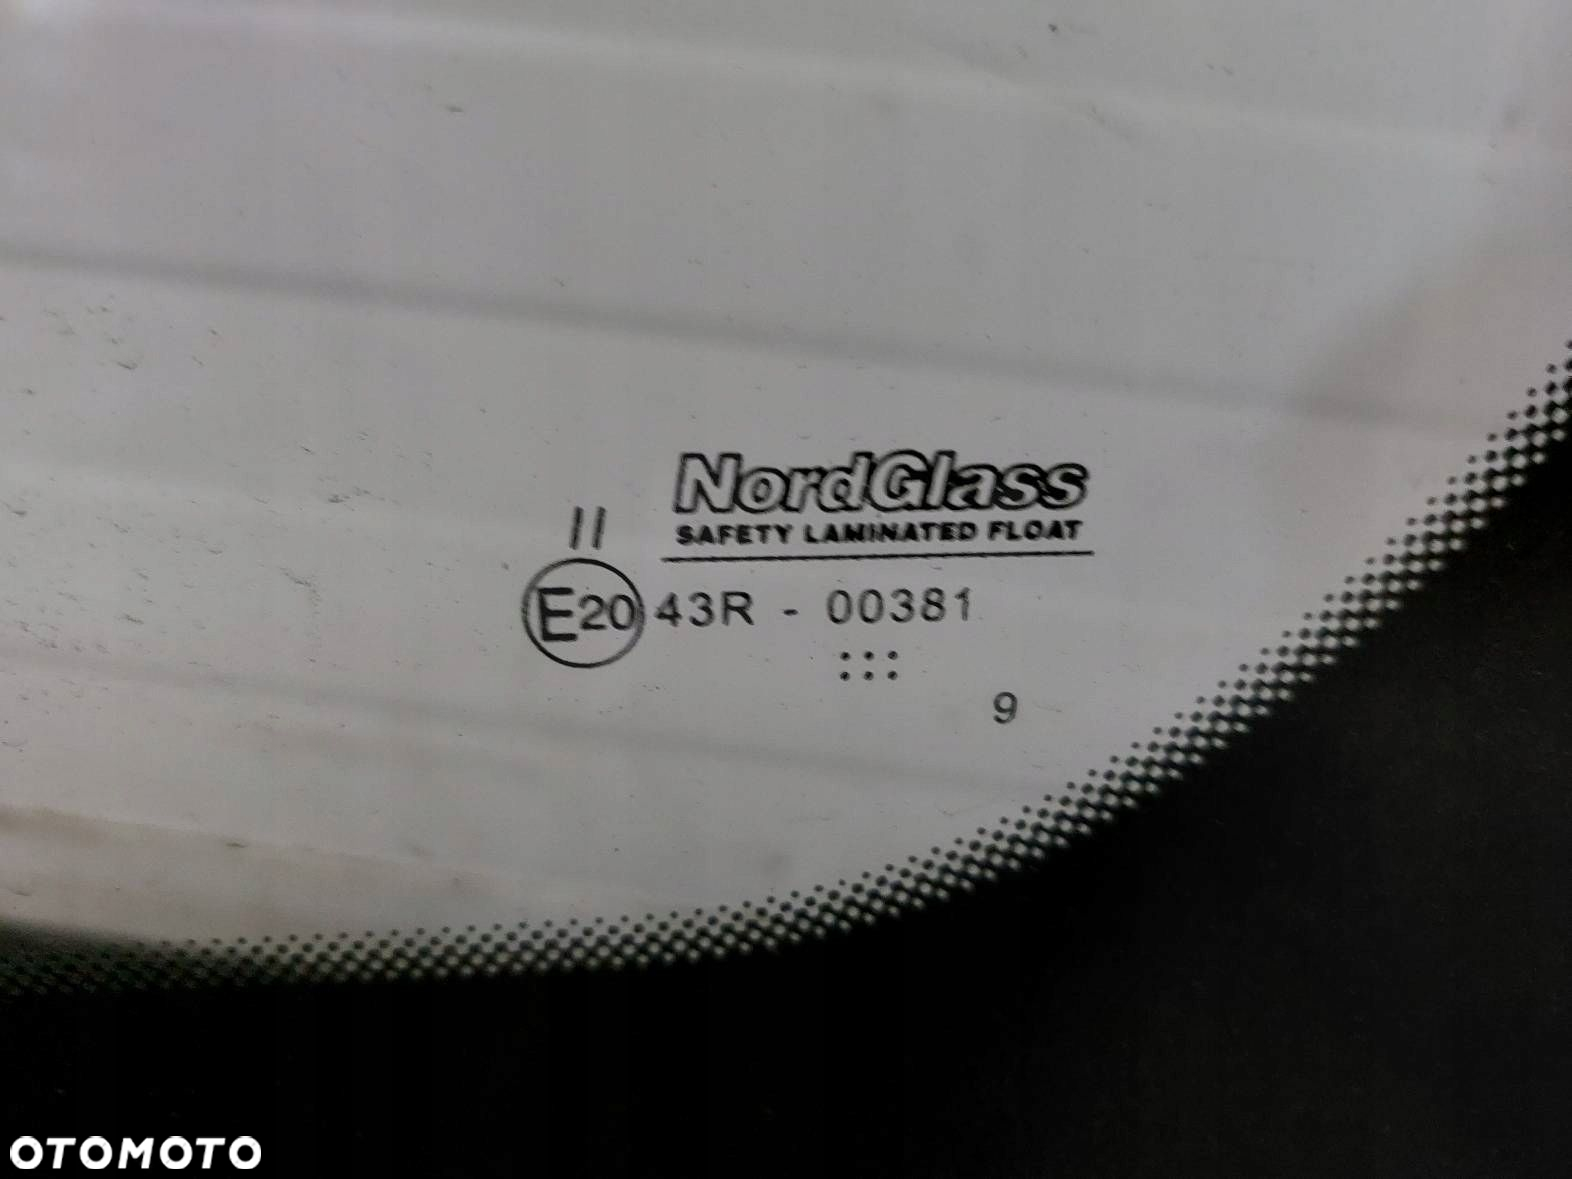 NordGlass
SAFETY LAMINATED FLOAT
II
E20 43R - 00381
9
OTOMOTO